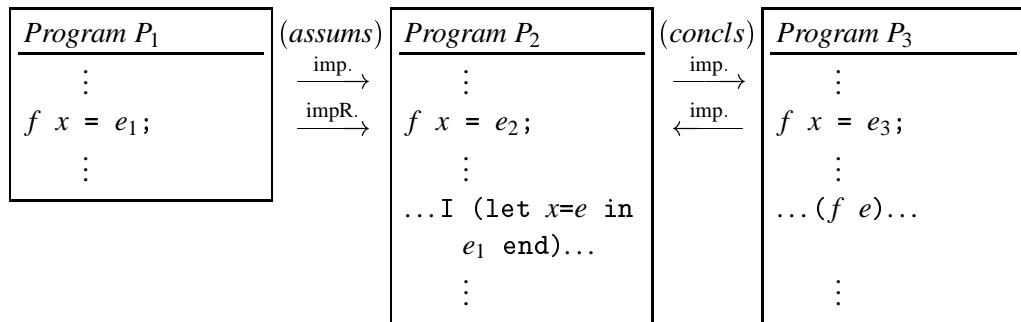 Program P1 (assums) Program P2 (concls) Program P3
⋮ imp. ⋮ imp. ⋮
f x = e1; impR. f x = e2; imp. f x = e3;
⋮ ⋮ ⋮
...I (let x=e in ...(f e)...
e1 end)...
⋮ ⋮